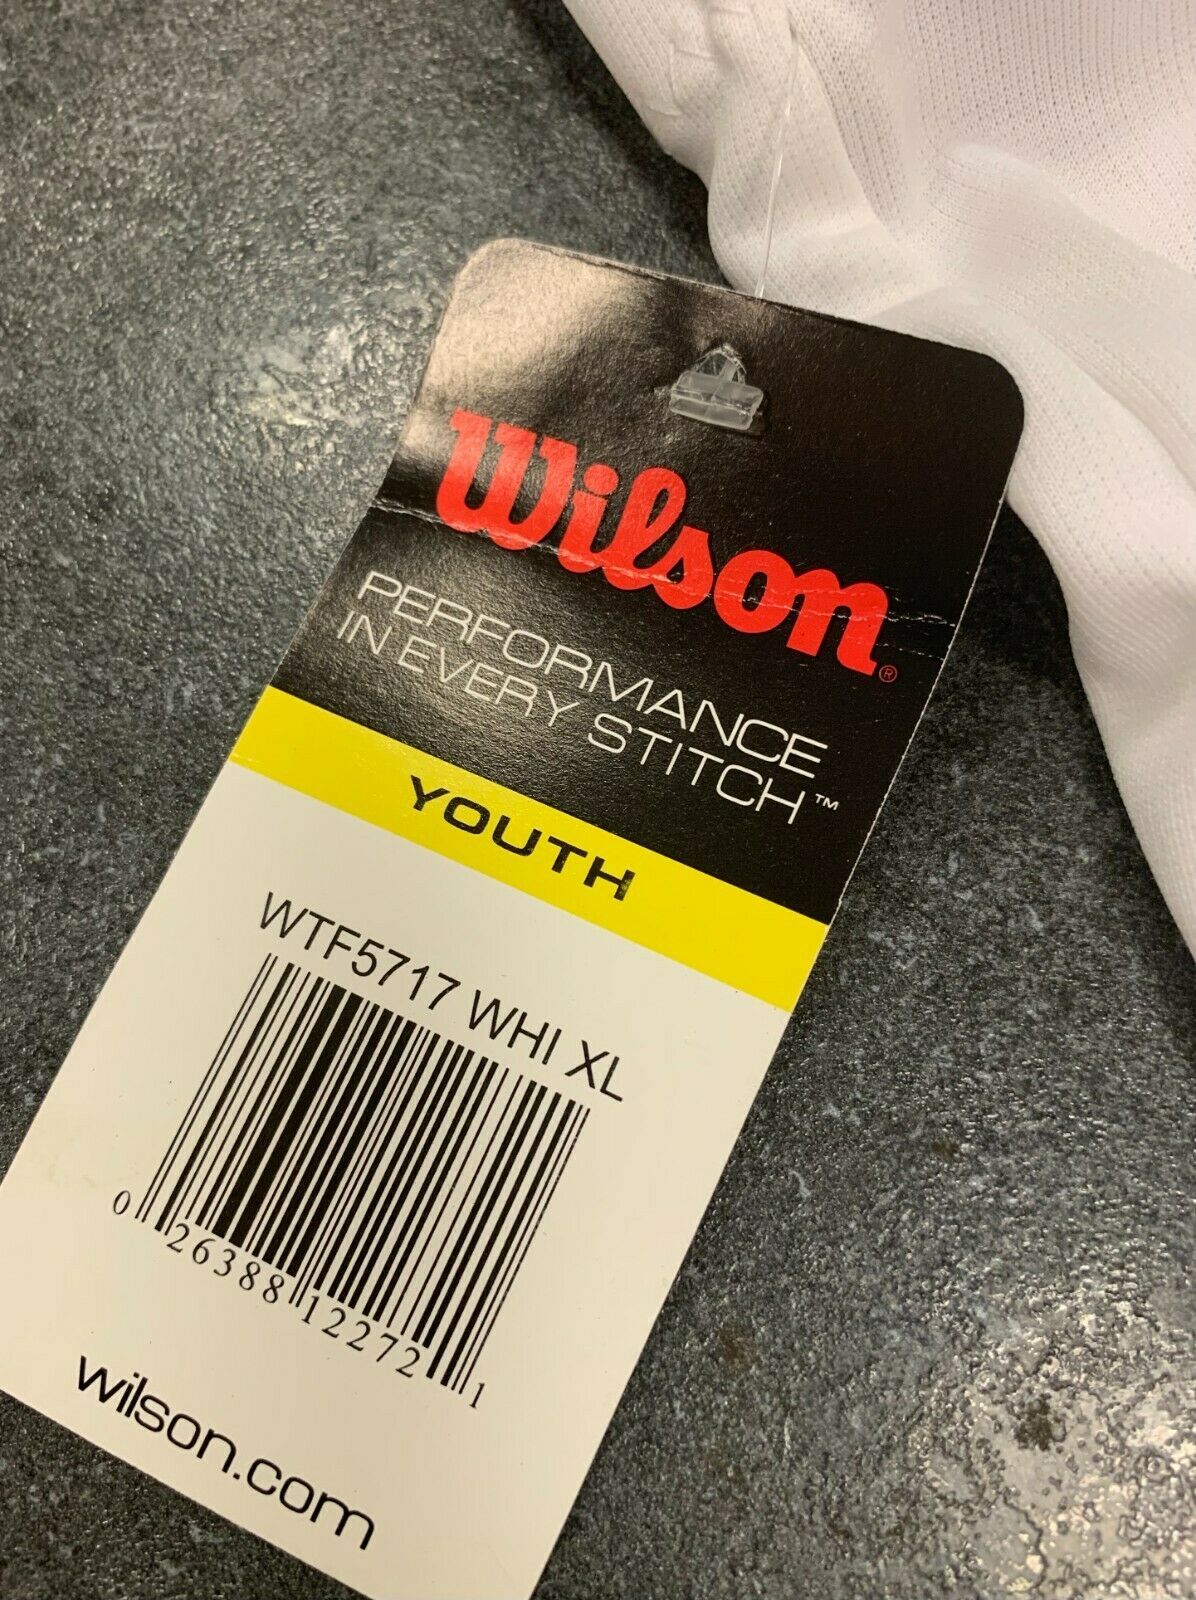 Wilson®
PERFORMANCE
IN EVERY STITCH™
YOUTH
WTF5717 WHI XL
0 26388 12272 1
wilson.com